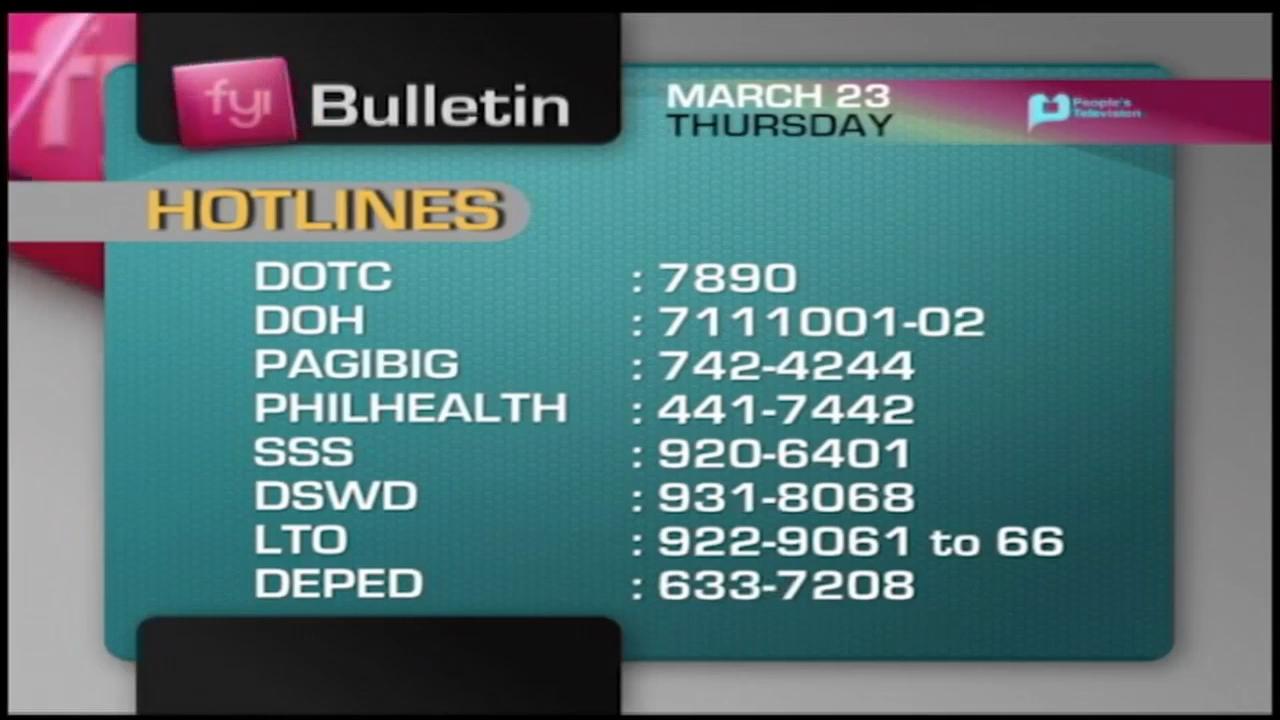 fyi Bulletin
MARCH 23
THURSDAY
People's
Television
HOTLINES
DOTC : 7890
DOH : 7111001-02
PAGIBIG : 742-4244
PHILHEALTH : 441-7442
SSS : 920-6401
DSWD : 931-8068
LTO : 922-9061 to 66
DEPED : 633-7208